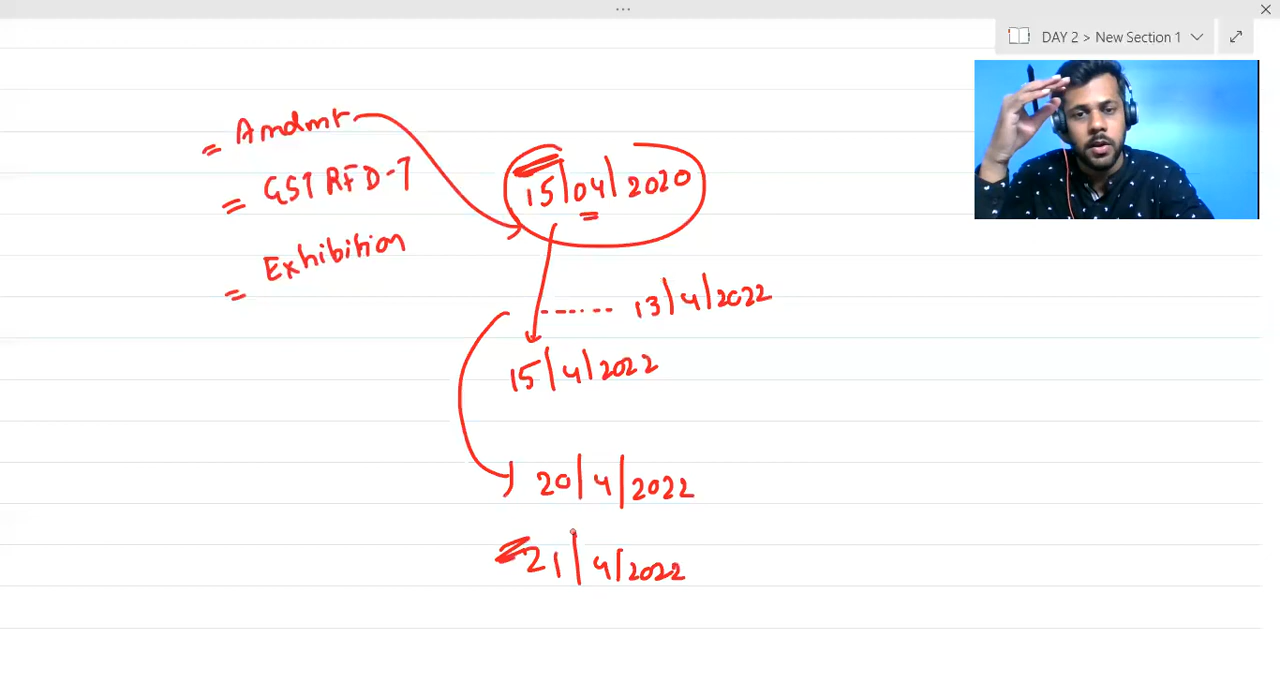 DAY 2 > New Section 1
= Amdmt
= GST RFD-7
= Exhibition
15/04/2020
13/4/2022
15/4/2022
20/4/2022
21/4/2022